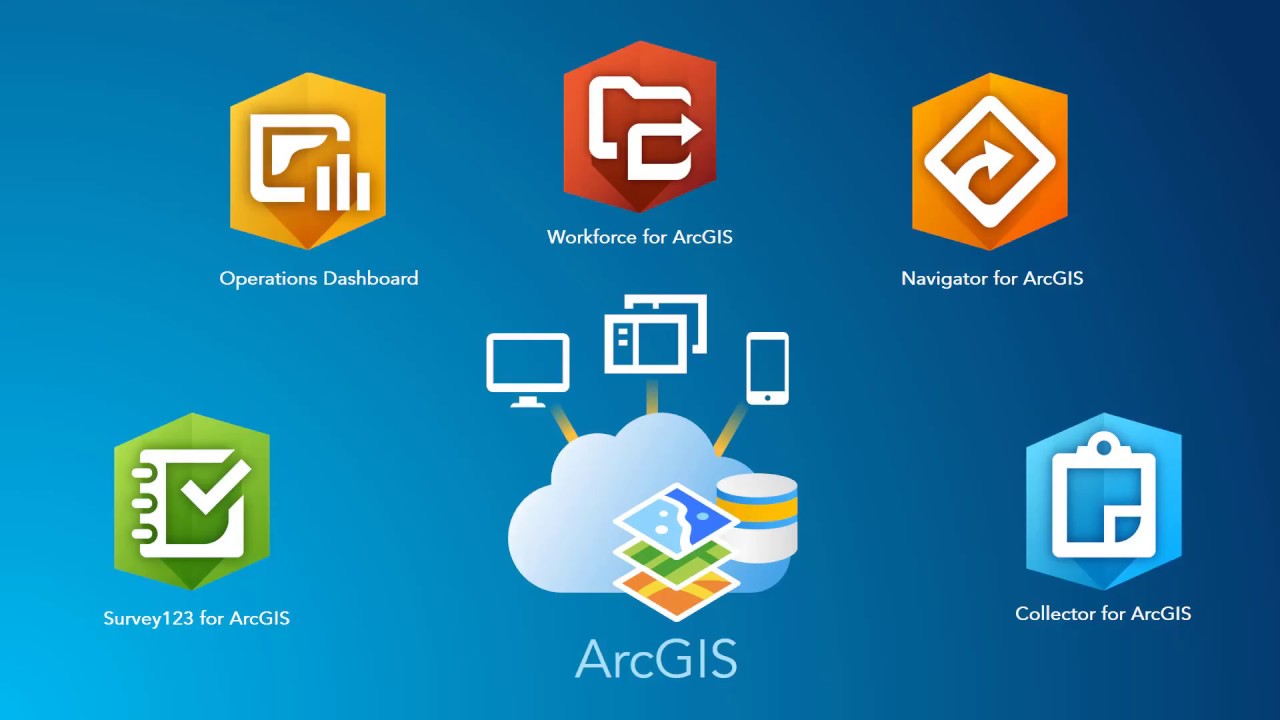 Workforce for ArcGIS
Operations Dashboard
Navigator for ArcGIS
Survey123 for ArcGIS
Collector for ArcGIS
ArcGIS